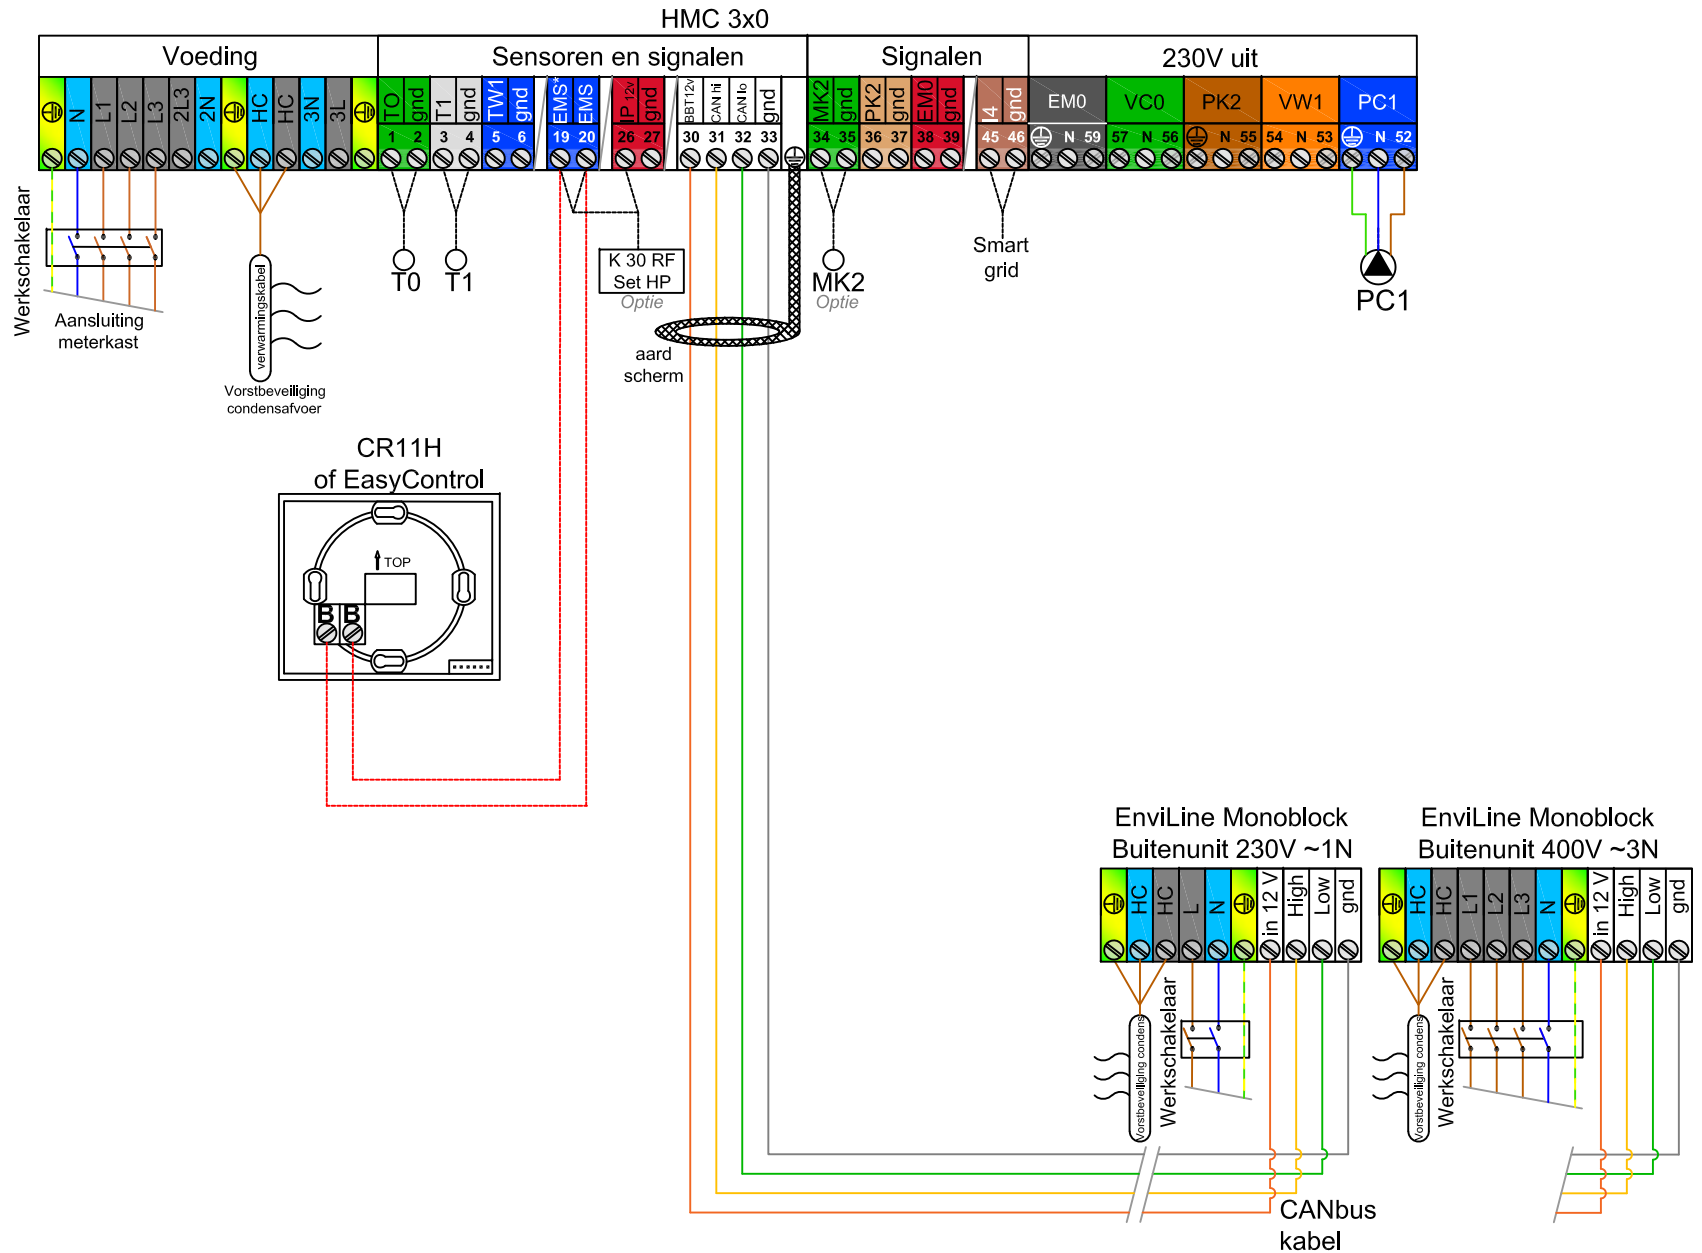 HMC 3x0
Voeding
Sensoren en signalen
Signalen
230V uit
N L1 L2 L3 2L3 2N HC HC 3N 3L
TO gnd T1 gnd TW1 gnd EMS* EMS IP 12v gnd BBT12v CAN hi CAN lo gnd
MK2 gnd PK2 gnd EM0 gnd I4 gnd
EM0 VC0 PK2 VW1 PC1
1 2 3 4 5 6 19 20 26 27 30 31 32 33
34 35 36 37 38 39 45 46
N 59 57 N 56 N 55 54 N 53 N 52
Werkschakelaar
Aansluiting
meterkast
verwarmingskabel
Vorstbeveiliging
condensafvoer
T0
T1
K 30 RF
Set HP
Optie
aard
scherm
MK2
Optie
Smart
grid
PC1
CR11H
of EasyControl
TOP
B B
EnviLine Monoblock
Buitenunit 230V ~1N
HC HC L N in 12 V High Low gnd
Vorstbeveiliging condens
Werkschakelaar
EnviLine Monoblock
Buitenunit 400V ~3N
HC HC L1 L2 L3 N in 12 V High Low gnd
Vorstbeveiliging condens
Werkschakelaar
CANbus
kabel